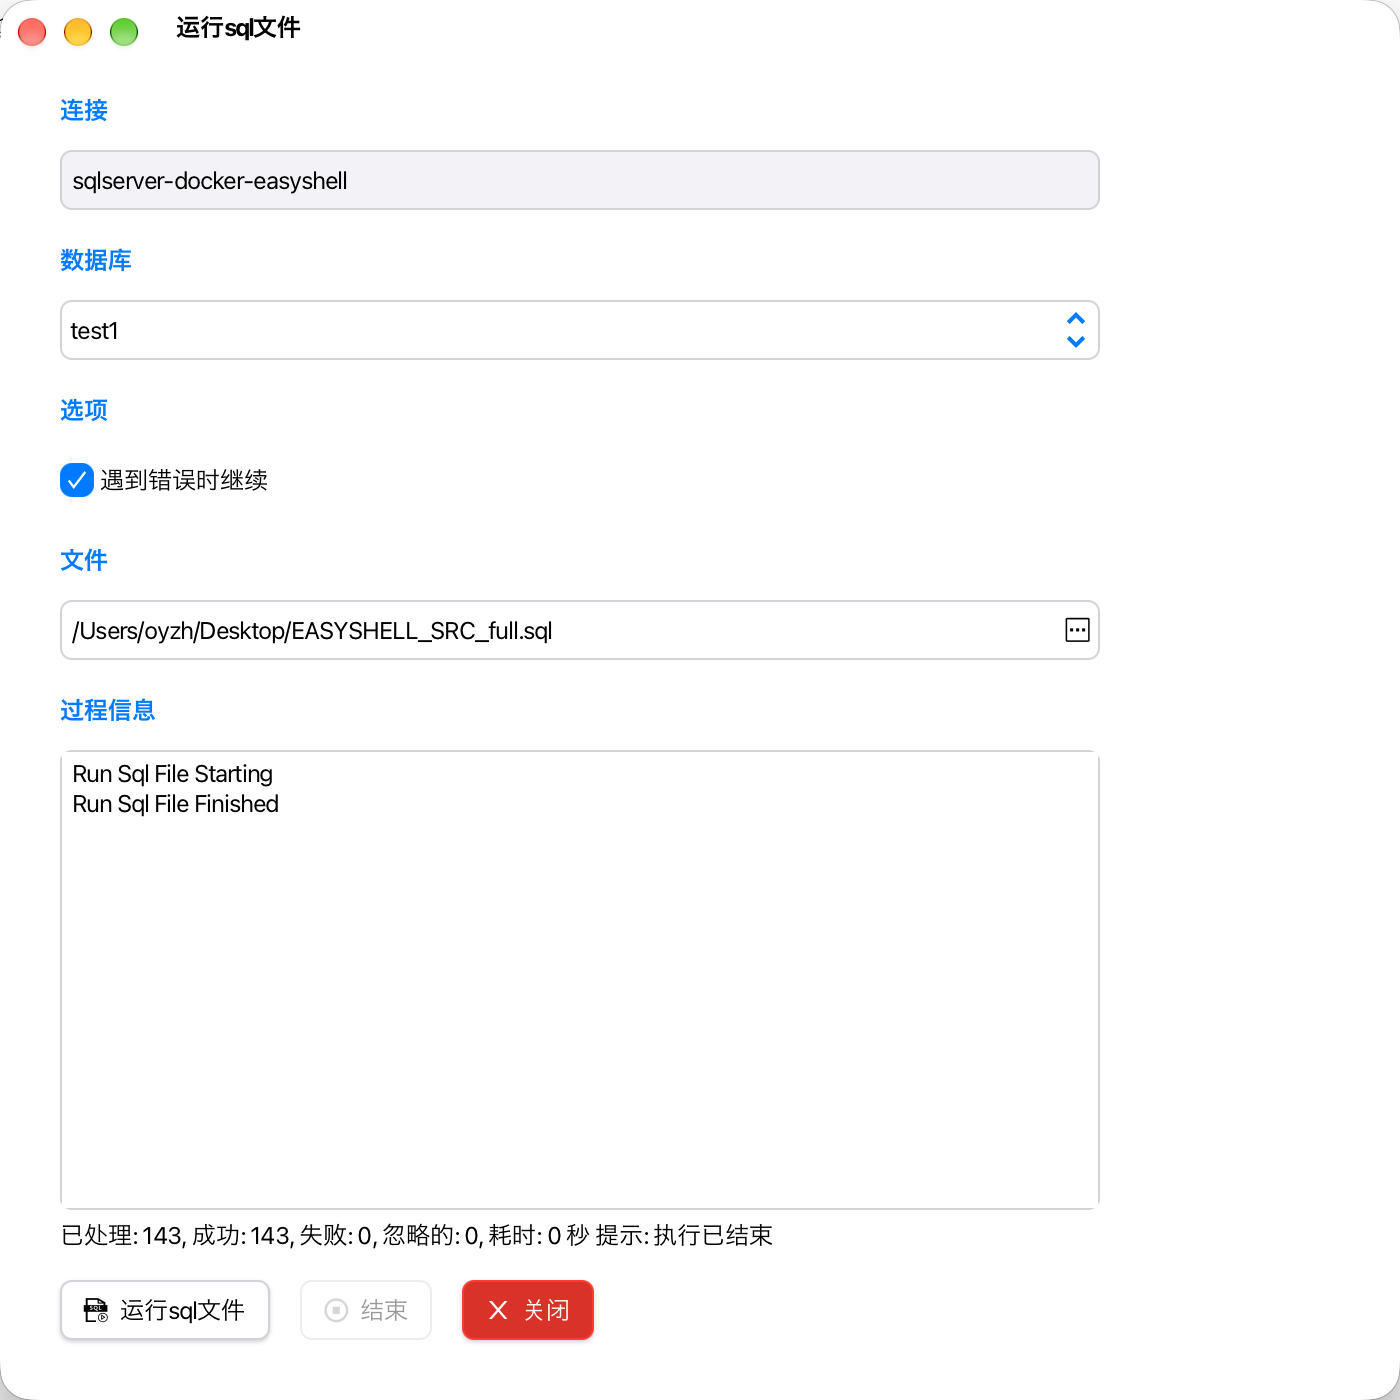 运行sql文件
连接
sqlserver-docker-easyshell
数据库
test1
选项
遇到错误时继续
文件
/Users/oyzh/Desktop/EASYSHELL_SRC_full.sql
过程信息
Run Sql File Starting
Run Sql File Finished
已处理: 143, 成功: 143, 失败: 0, 忽略的: 0, 耗时: 0 秒 提示: 执行已结束
运行sql文件 结束 关闭